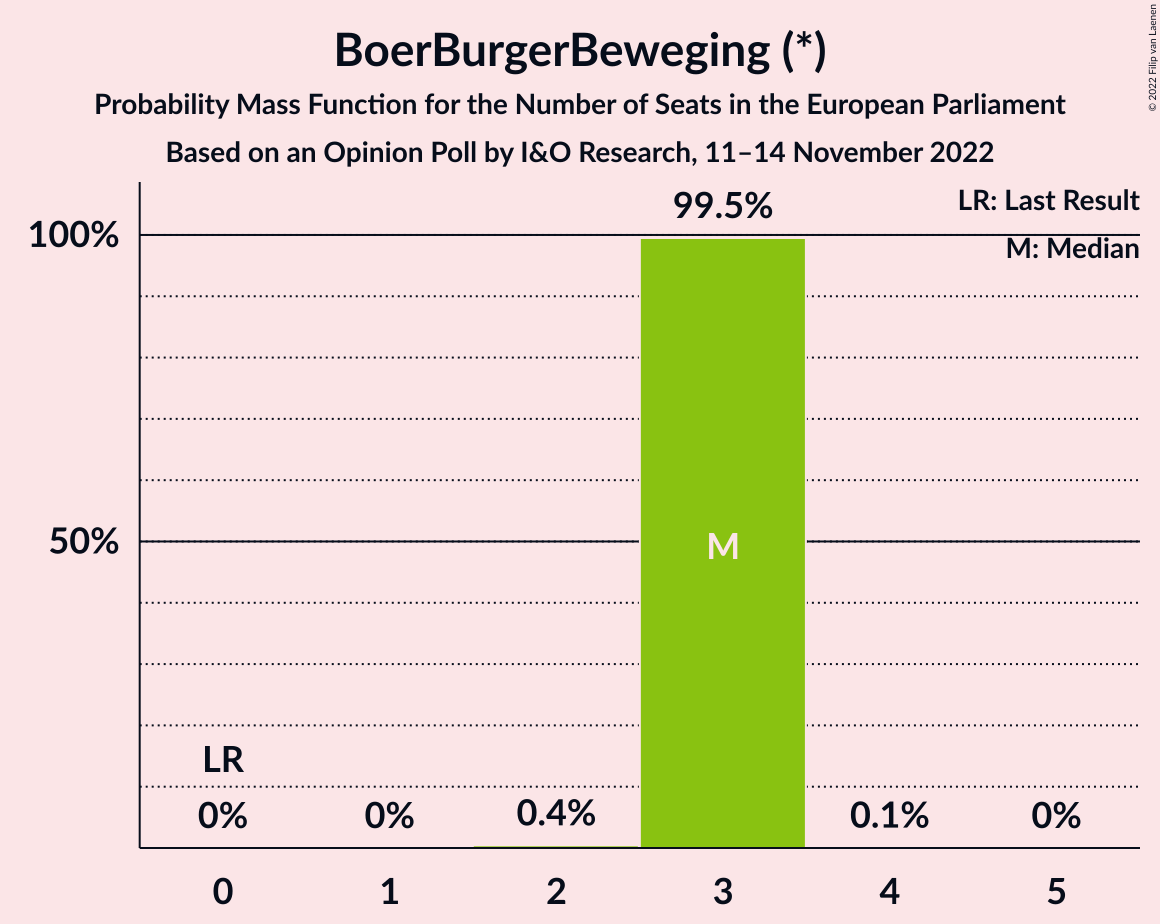 BoerBurgerBeweging (*)
Probability Mass Function for the Number of Seats in the European Parliament
Based on an Opinion Poll by I&O Research, 11–14 November 2022
© 2022 Filip van Laenen
99.5%
LR: Last Result
100%
M: Median
50%
M
LR
0%
0%
0.4%
0.1%
0%
0
1
2
3
4
5